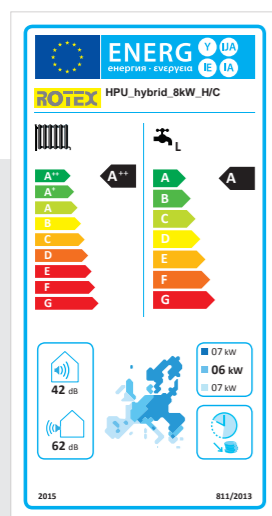 ENERG Y IJA
енергия · ενεργεια IE IA
ROTEX HPU_hybrid_8kW_H/C
L
A++ A++
A+
A
B
C
D
E
F
G
A A
B
C
D
E
F
G
42 dB
62 dB
07 kW
06 kW
07 kW
2015 811/2013